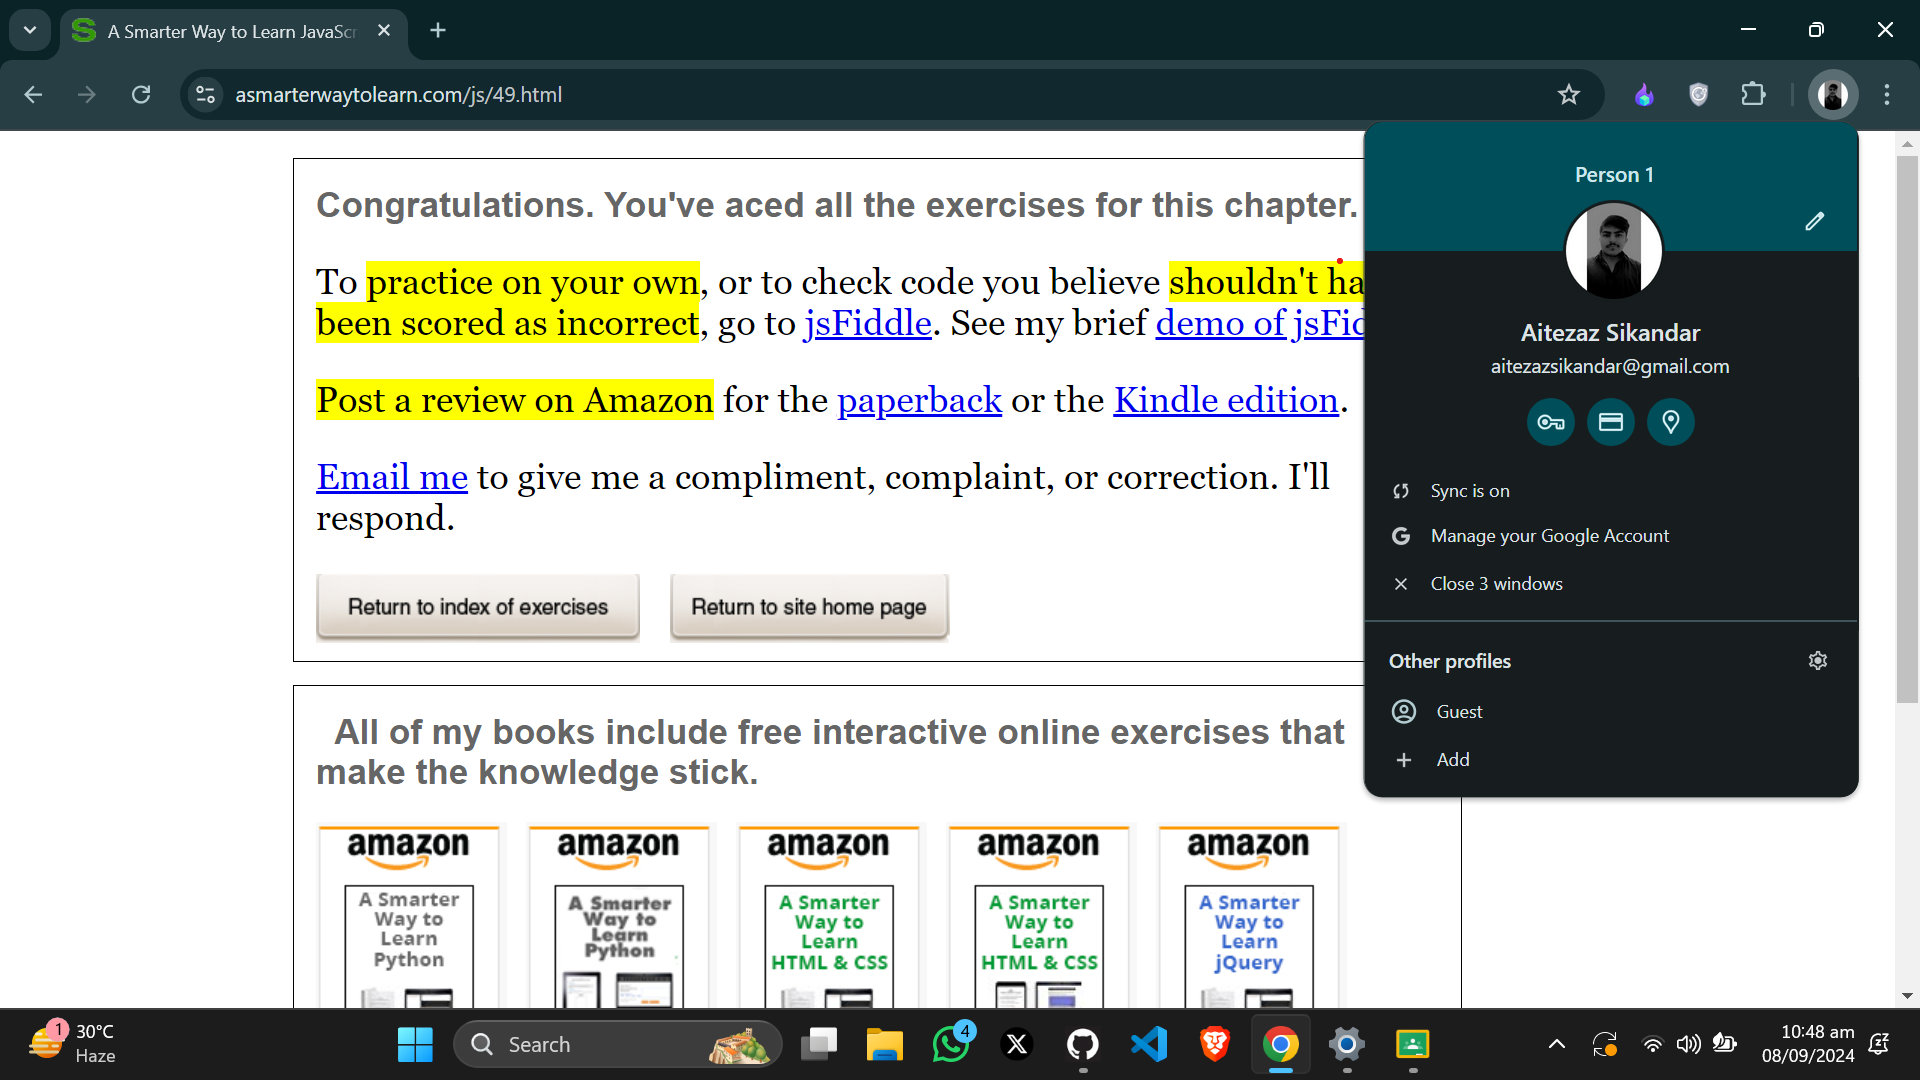 A Smarter Way to Learn JavaScr
asmarterwaytolearn.com/js/49.html
Congratulations. You've aced all the exercises for this chapter.
To practice on your own, or to check code you believe shouldn't ha
been scored as incorrect, go to jsFiddle. See my brief demo of jsFid
Post a review on Amazon for the paperback or the Kindle edition.
Email me to give me a compliment, complaint, or correction. I'll
respond.
Return to index of exercises
Return to site home page
All of my books include free interactive online exercises that
make the knowledge stick.
amazon
A Smarter
Way to
Learn
Python
amazon
A Smarter
Way to
Learn
Python
amazon
A Smarter
Way to
Learn
HTML & CSS
amazon
A Smarter
Way to
Learn
HTML & CSS
amazon
A Smarter
Way to
Learn
jQuery
Person 1
Aitezaz Sikandar
aitezazsikandar@gmail.com
Sync is on
Manage your Google Account
Close 3 windows
Other profiles
Guest
Add
1
30°C
Haze
Search
4
10:48 am
08/09/2024